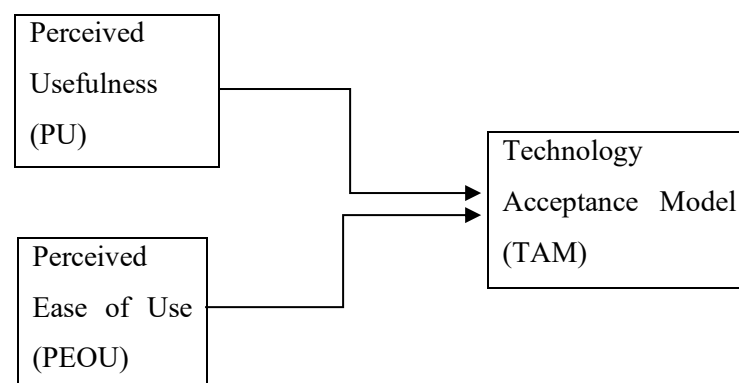 Perceived
Usefulness
(PU)
Technology
Acceptance Model
(TAM)
Perceived
Ease of Use
(PEOU)